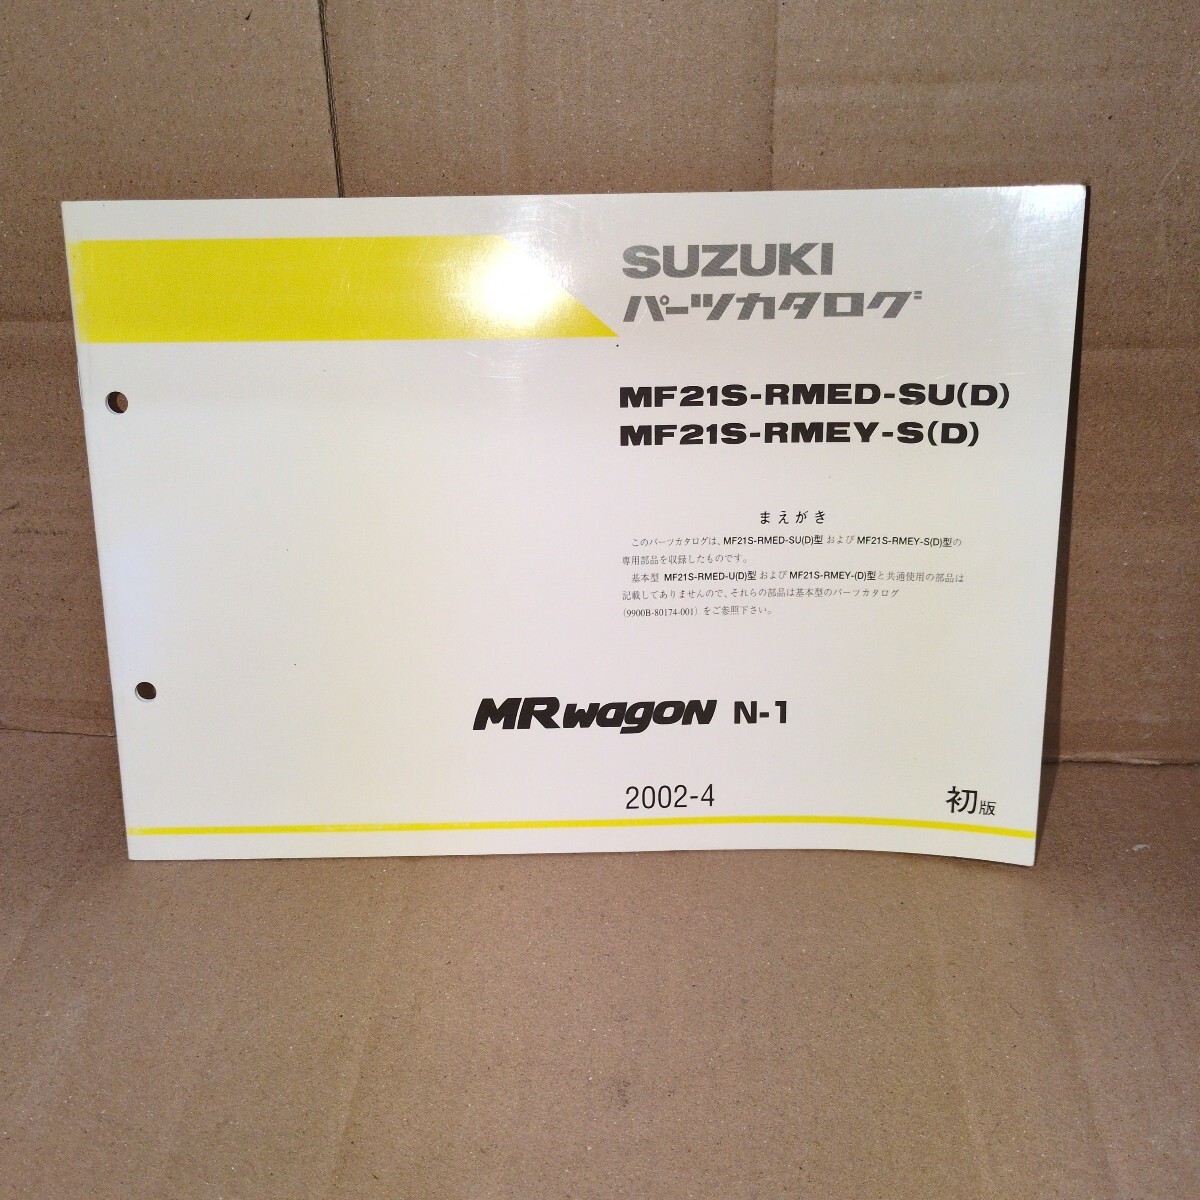 SUZUKI
パーツカタログ
MF21S-RMED-SU(D)
MF21S-RMEY-S(D)
まえがき
このパーツカタログは、MF21S-RMED-SU(D)型 および MF21S-RMEY-S(D)型の
専用部品を収録したものです。
基本型 MF21S-RMED-U(D)型 および MF21S-RMEY-(D)型と共通使用の部品は
記載してありませんので、それらの部品は基本型のパーツカタログ
(9900B-80174-001) をご参照下さい。
MR wagon N-1
2002-4
初版